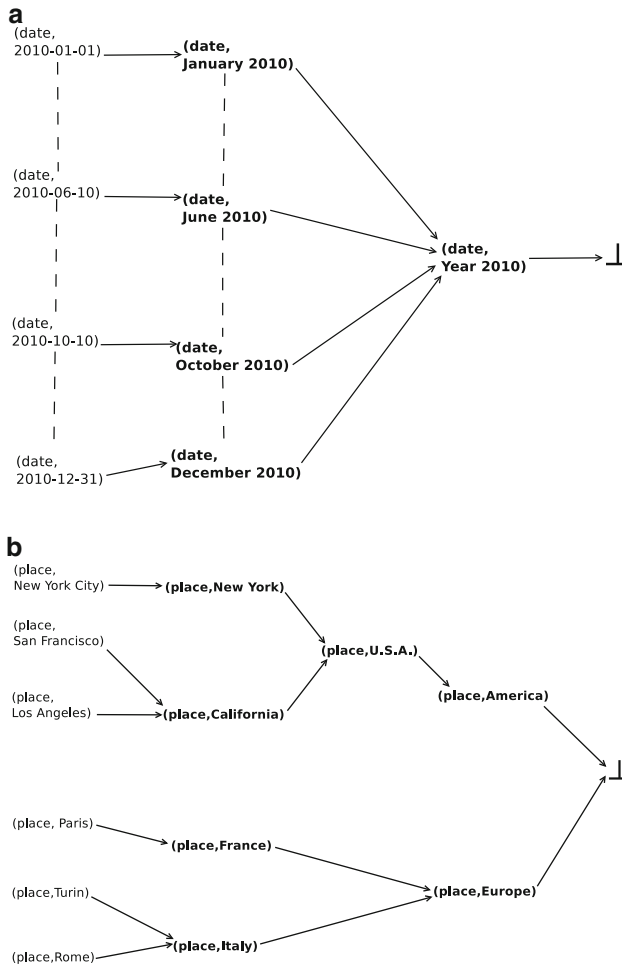 a
(date,
2010-01-01)
(date,
January 2010)
(date,
2010-06-10)
(date,
June 2010)
(date,
Year 2010)
(date,
2010-10-10)
(date,
October 2010)
(date,
2010-12-31)
(date,
December 2010)
b
(place,
New York City)
(place,New York)
(place,
San Francisco)
(place,U.S.A.)
(place,America)
(place,
Los Angeles)
(place,California)
(place, Paris)
(place,France)
(place,Turin)
(place,Europe)
(place,Italy)
(place,Rome)